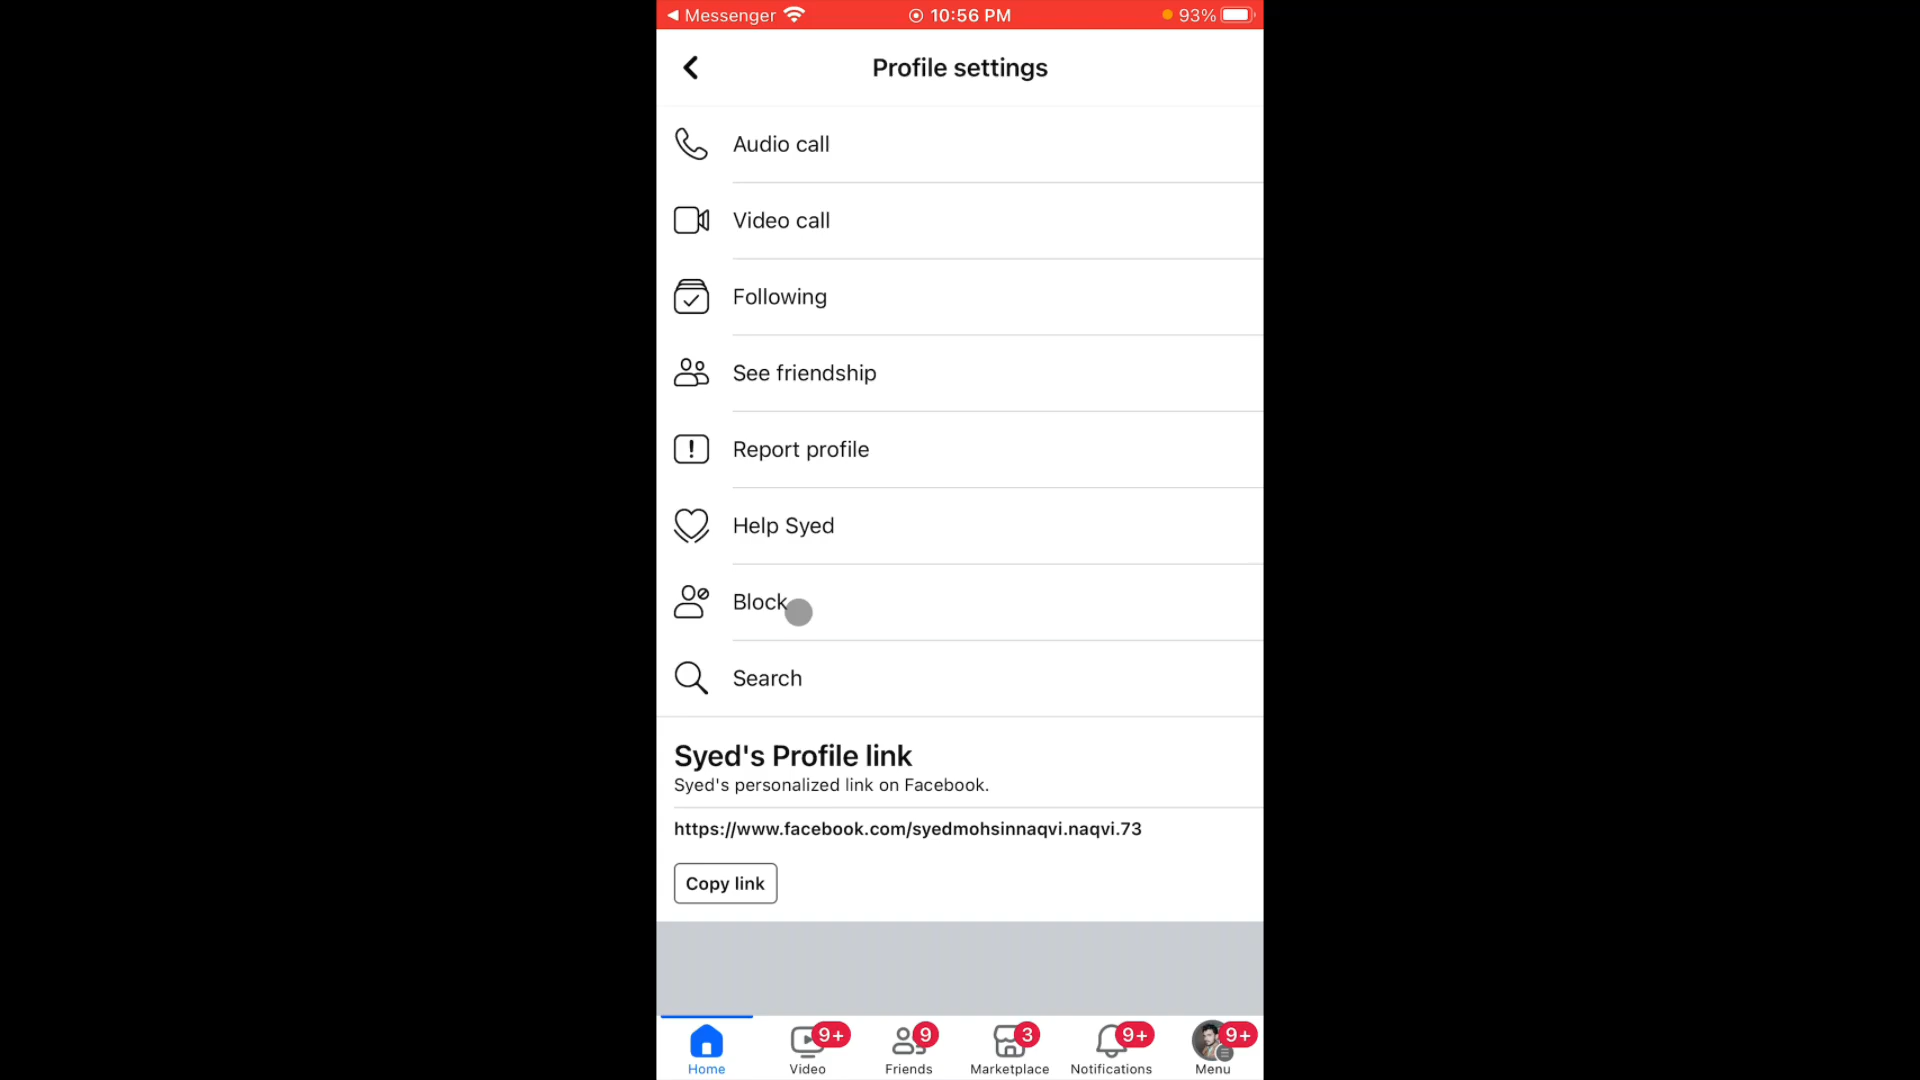 Messenger 10:56 PM 93%
Profile settings
Audio call
Video call
Following
See friendship
Report profile
Help Syed
Block
Search
Syed's Profile link
Syed's personalized link on Facebook.
https://www.facebook.com/syedmohsinnaqvi.naqvi.73
Copy link
9+ 9 3 9+ 9+
Home Video Friends Marketplace Notifications Menu